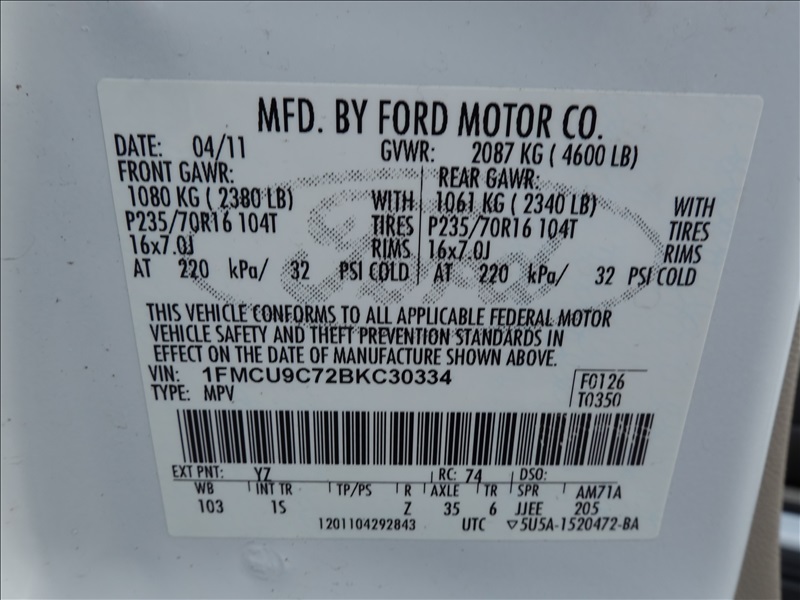 MFD. BY FORD MOTOR CO.
DATE: 04/11 GVWR: 2087 KG ( 4600 LB)
FRONT GAWR: REAR GAWR:
1080 KG ( 2380 LB) WITH 1061 KG ( 2340 LB) WITH
P235/70R16 104T TIRES P235/70R16 104T TIRES
16x7.0J RIMS 16x7.0J RIMS
AT 220 kPa/ 32 PSI COLD AT 220 kPa/ 32 PSI COLD
Ford
THIS VEHICLE CONFORMS TO ALL APPLICABLE FEDERAL MOTOR
VEHICLE SAFETY AND THEFT PREVENTION STANDARDS IN
EFFECT ON THE DATE OF MANUFACTURE SHOWN ABOVE.
VIN: 1FMCU9C72BKC30334 F0126
TYPE: MPV T0350
EXT PNT: YZ RC: 74 DSO:
WB INT TR TP/PS R AXLE TR SPR AM71A
103 1S Z 35 6 JJEE 205
1201104292843 UTC ▽5U5A-1520472-BA